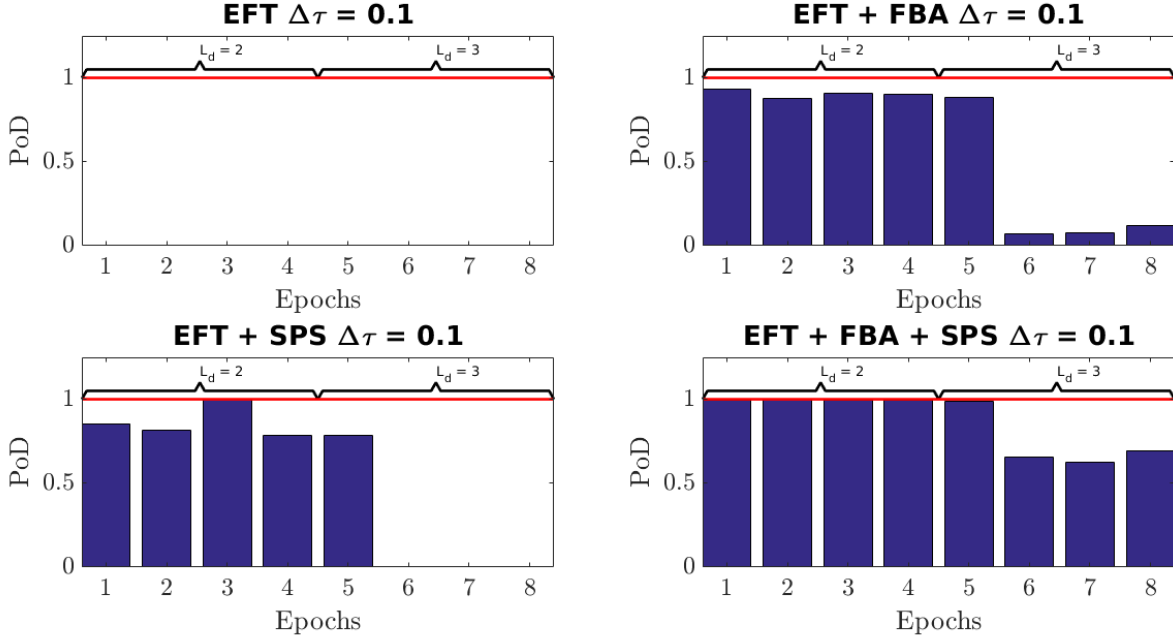 EFT Δτ = 0.1
L_d = 2
L_d = 3
1
0.5
0
PoD
1 2 3 4 5 6 7 8
Epochs
EFT + FBA Δτ = 0.1
L_d = 2
L_d = 3
1
0.5
0
PoD
1 2 3 4 5 6 7 8
Epochs
EFT + SPS Δτ = 0.1
L_d = 2
L_d = 3
1
0.5
0
PoD
1 2 3 4 5 6 7 8
Epochs
EFT + FBA + SPS Δτ = 0.1
L_d = 2
L_d = 3
1
0.5
0
PoD
1 2 3 4 5 6 7 8
Epochs